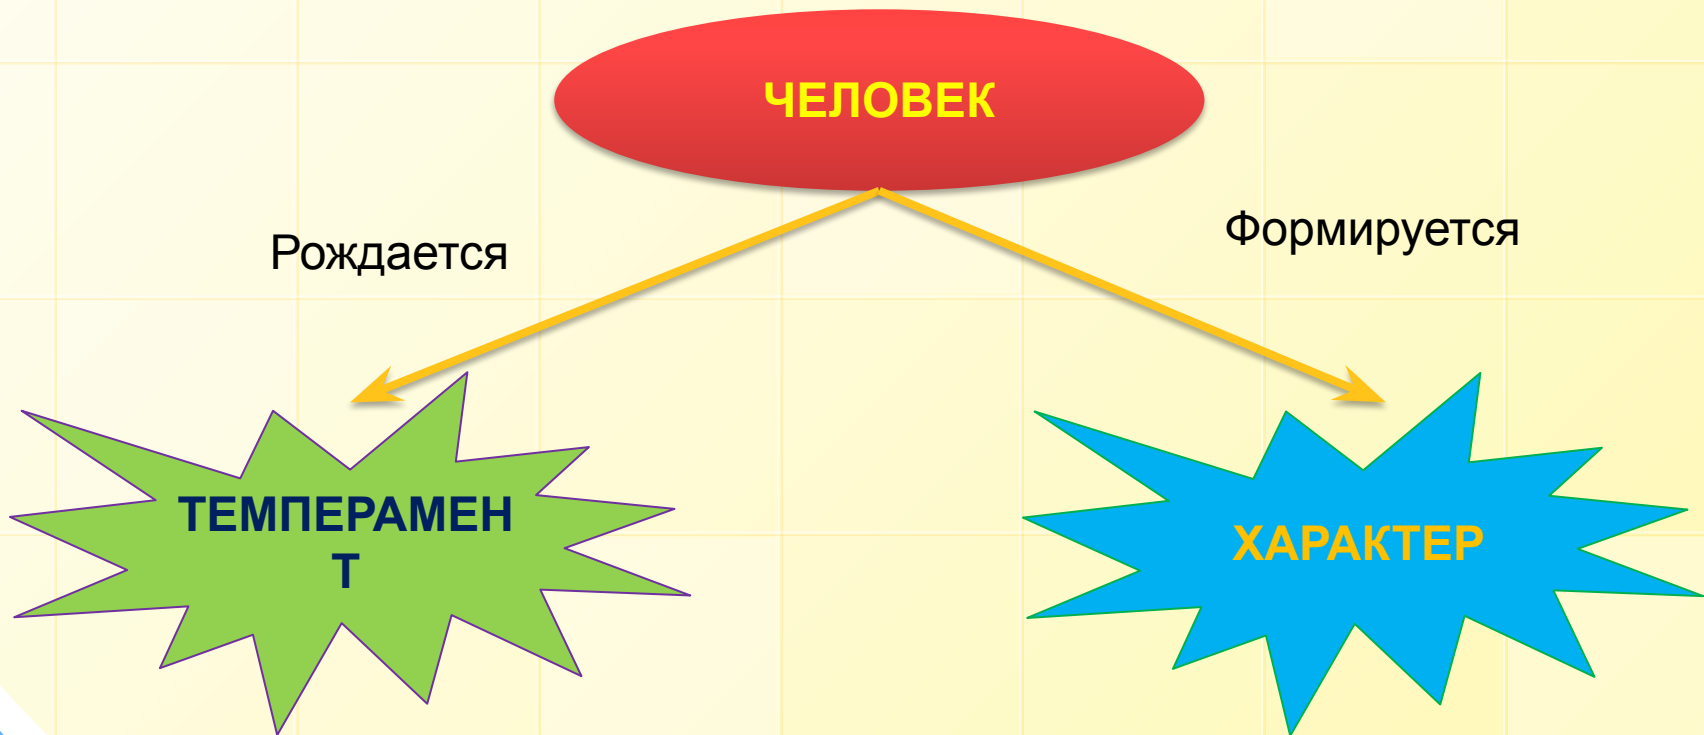 ЧЕЛОВЕК
Рождается
Формируется
ТЕМПЕРАМЕН
Т
ХАРАКТЕР